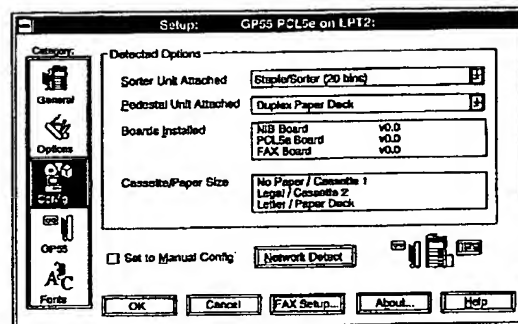 Setup: GP55 PCL5e on LPT2:
Category:
General
Options
Config
GP55
Fonts
Detected Options
Sorter Unit Attached
Staple/Sorter (20 bins)
Pedestal Unit Attached
Duplex Paper Deck
Boards Installed
NIB Board v0.0
PCL5e Board v0.0
FAX Board v0.0
Cassette/Paper Size
No Paper / Cassette 1
Legal / Cassette 2
Letter / Paper Deck
Set to Manual Config
Network Detect
OK
Cancel
FAX Setup...
About...
Help